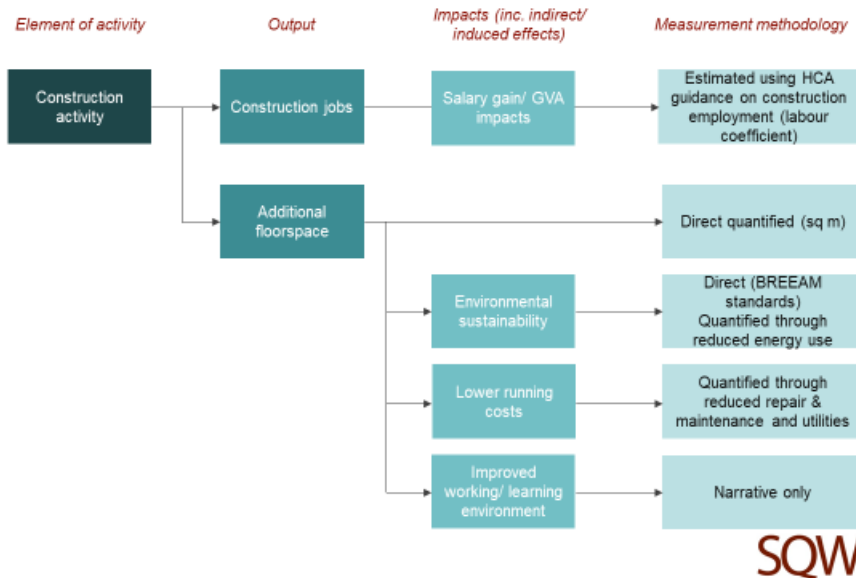 Element of activity
Output
Impacts (inc. indirect/
induced effects)
Measurement methodology
Construction
activity
Construction jobs
Salary gain/ GVA
impacts
Estimated using HCA
guidance on construction
employment (labour
coefficient)
Additional
floorspace
Direct quantified (sq m)
Environmental
sustainability
Direct (BREEAM
standards)
Quantified through
reduced energy use
Lower running
costs
Quantified through
reduced repair &
maintenance and utilities
Improved
working/ learning
environment
Narrative only
SQW